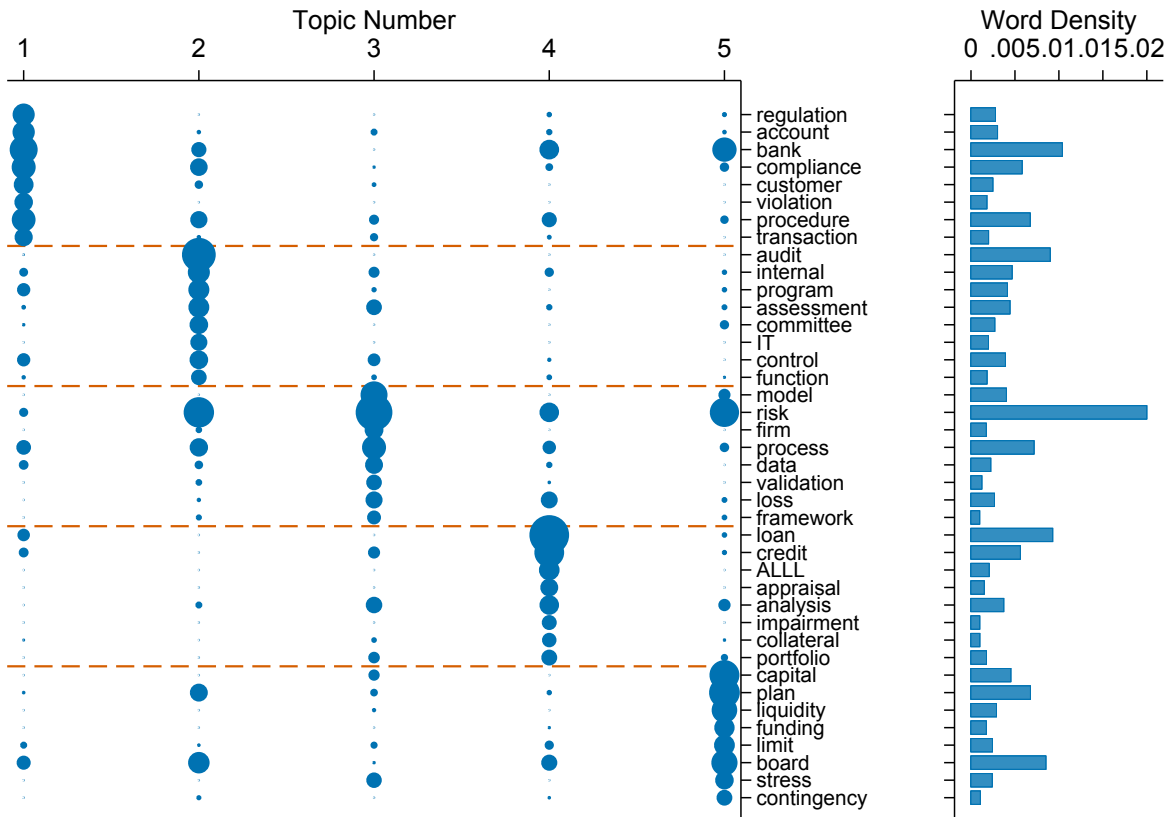 Topic Number
Word Density
1 2 3 4 5
0 .005 .01 .015 .02
regulation
account
bank
compliance
customer
violation
procedure
transaction
audit
internal
program
assessment
committee
IT
control
function
model
risk
firm
process
data
validation
loss
framework
loan
credit
ALLL
appraisal
analysis
impairment
collateral
portfolio
capital
plan
liquidity
funding
limit
board
stress
contingency